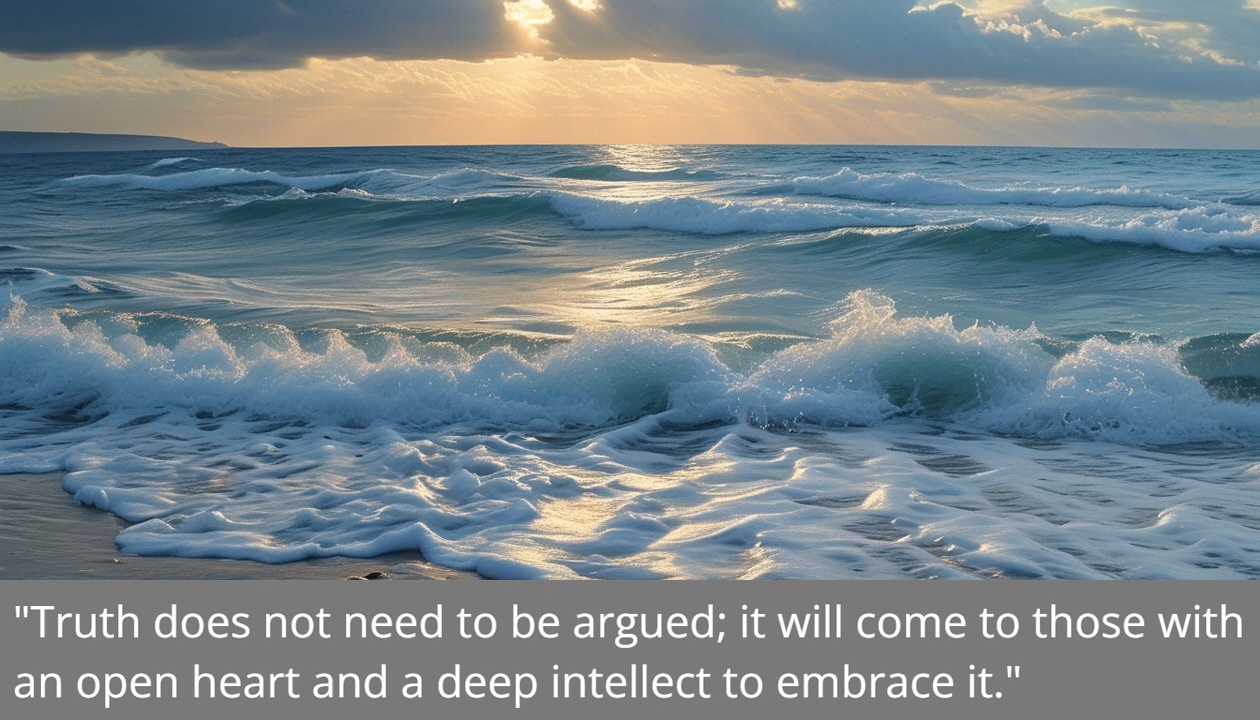 "Truth does not need to be argued; it will come to those with
an open heart and a deep intellect to embrace it."